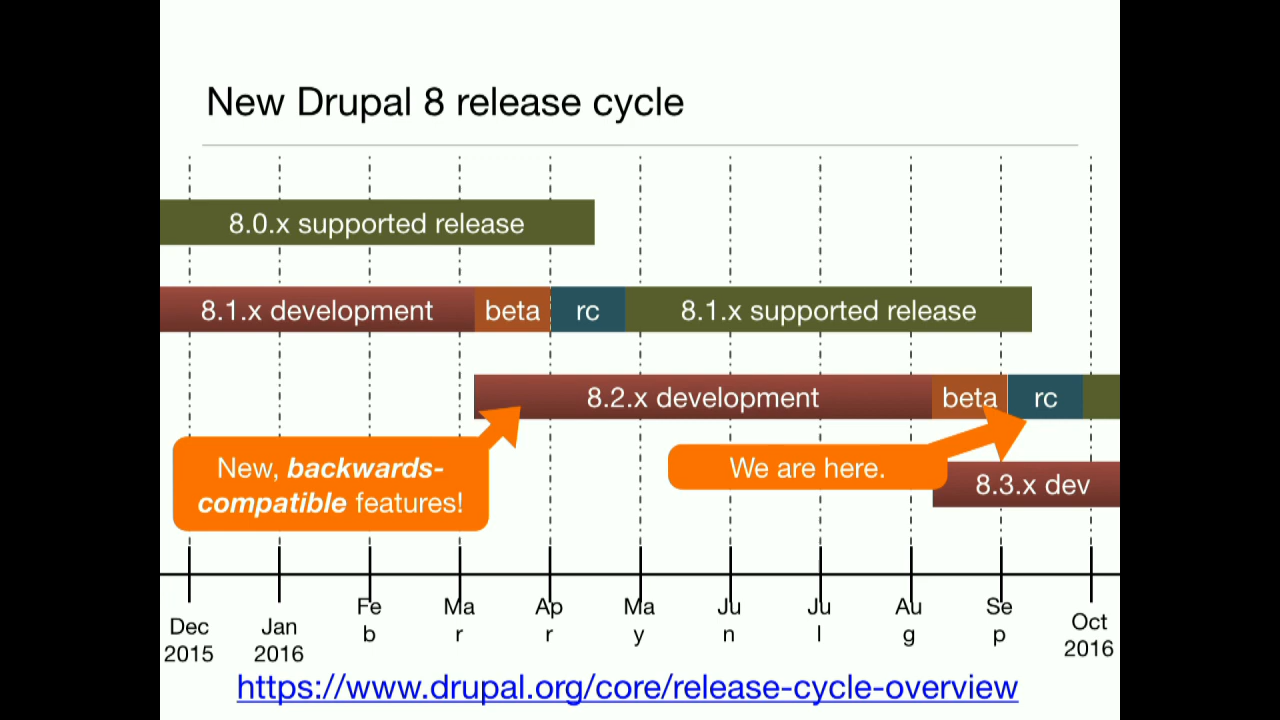 New Drupal 8 release cycle
8.0.x supported release
8.1.x development
beta
rc
8.1.x supported release
8.2.x development
beta
rc
New, backwards-
compatible features!
We are here.
8.3.x dev
Dec
2015
Jan
2016
Fe
b
Ma
r
Ap
r
Ma
y
Ju
n
Ju
l
Au
g
Se
p
Oct
2016
https://www.drupal.org/core/release-cycle-overview